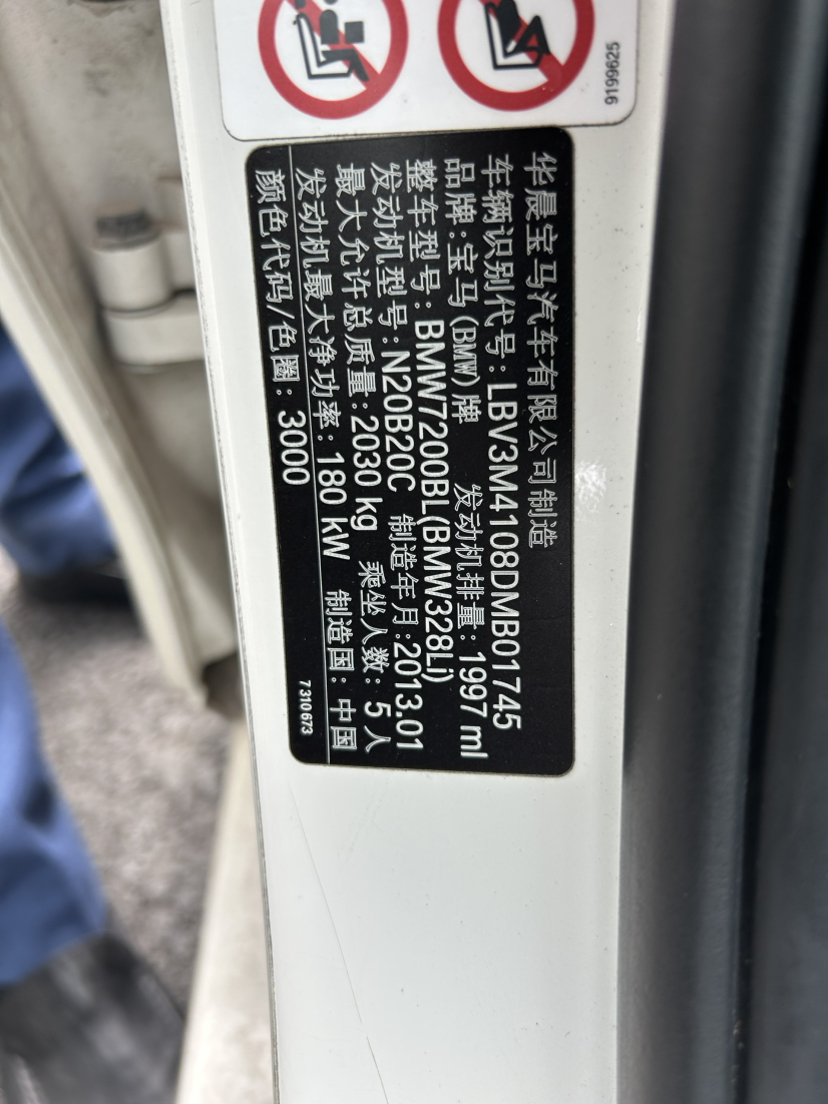 9199625
华晨宝马汽车有限公司制造
车辆识别代号:LBV3M4108DMB01745
品牌:宝马(BMW)牌 发动机排量:1997 ml
整车型号:BMW7200BL(BMW328Li)
发动机型号:N20B20C 制造年月:2013.01
最大允许总质量:2030 kg 乘坐人数:5人
发动机最大净功率:180 kW 制造国:中国
颜色代码/色圈:3000
7 310 673